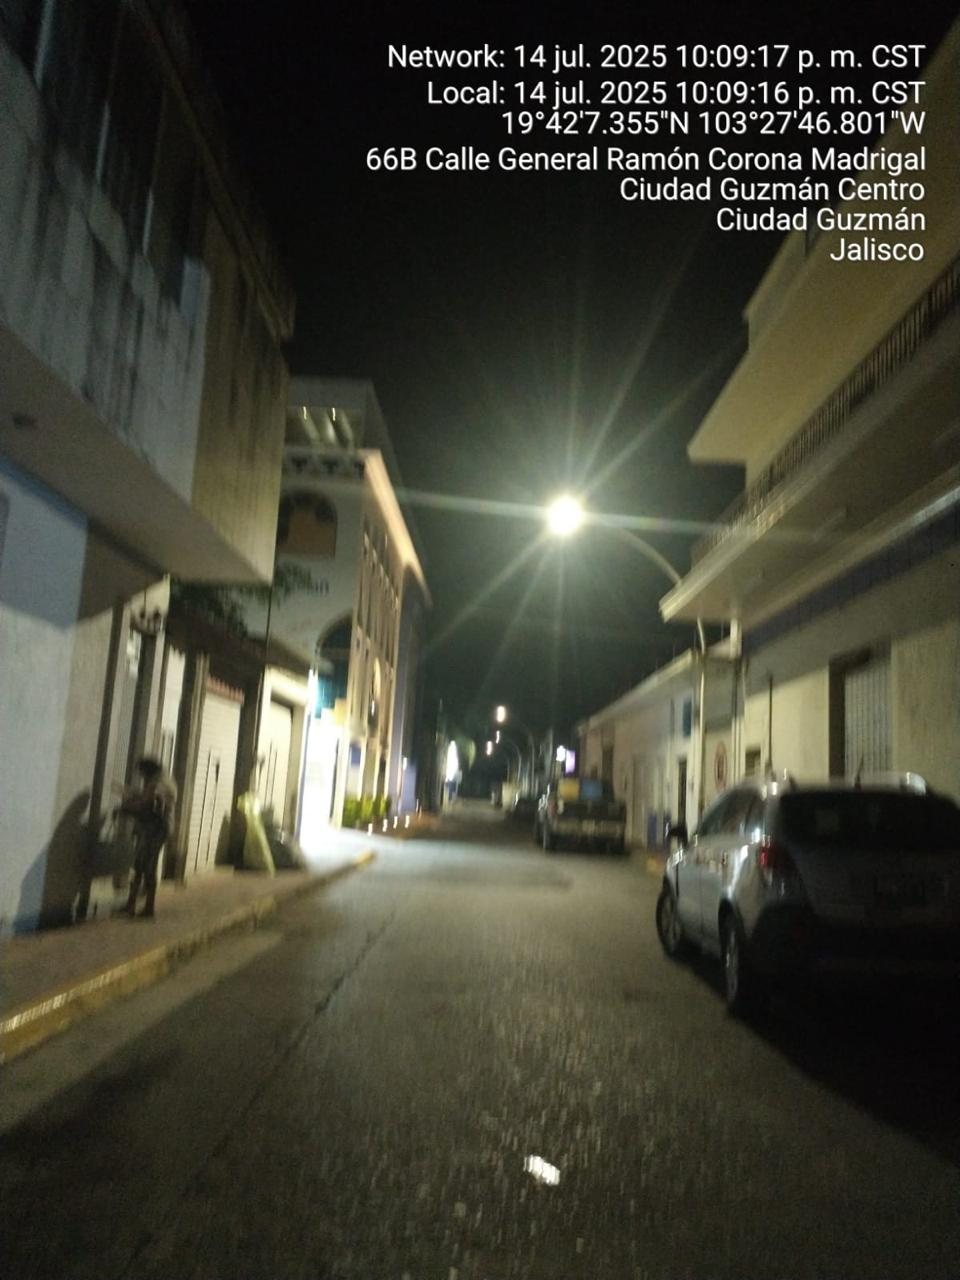 Network: 14 jul. 2025 10:09:17 p. m. CST
Local: 14 jul. 2025 10:09:16 p. m. CST
19°42'7.355"N 103°27'46.801"W
66B Calle General Ramón Corona Madrigal
Ciudad Guzmán Centro
Ciudad Guzmán
Jalisco